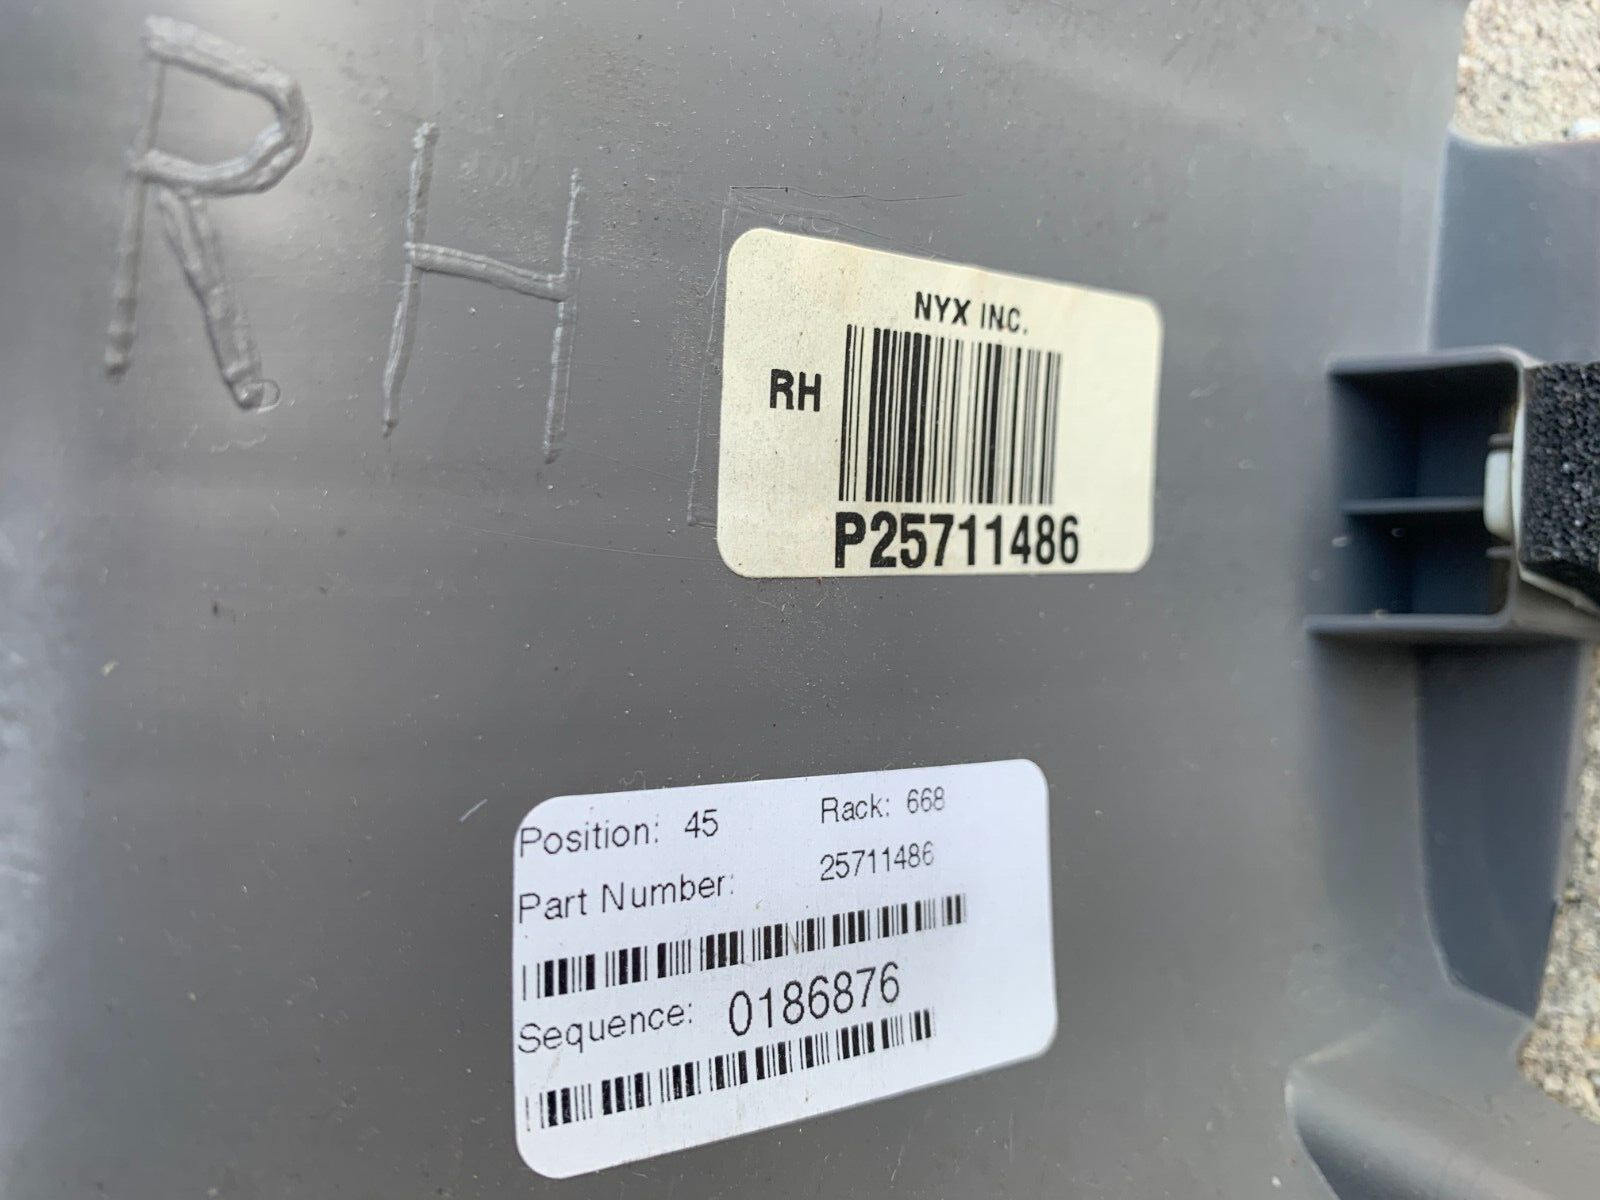 RH
NYX INC.
RH
P25711486
Position: 45 Rack: 668
Part Number: 25711486
Sequence: 0186876